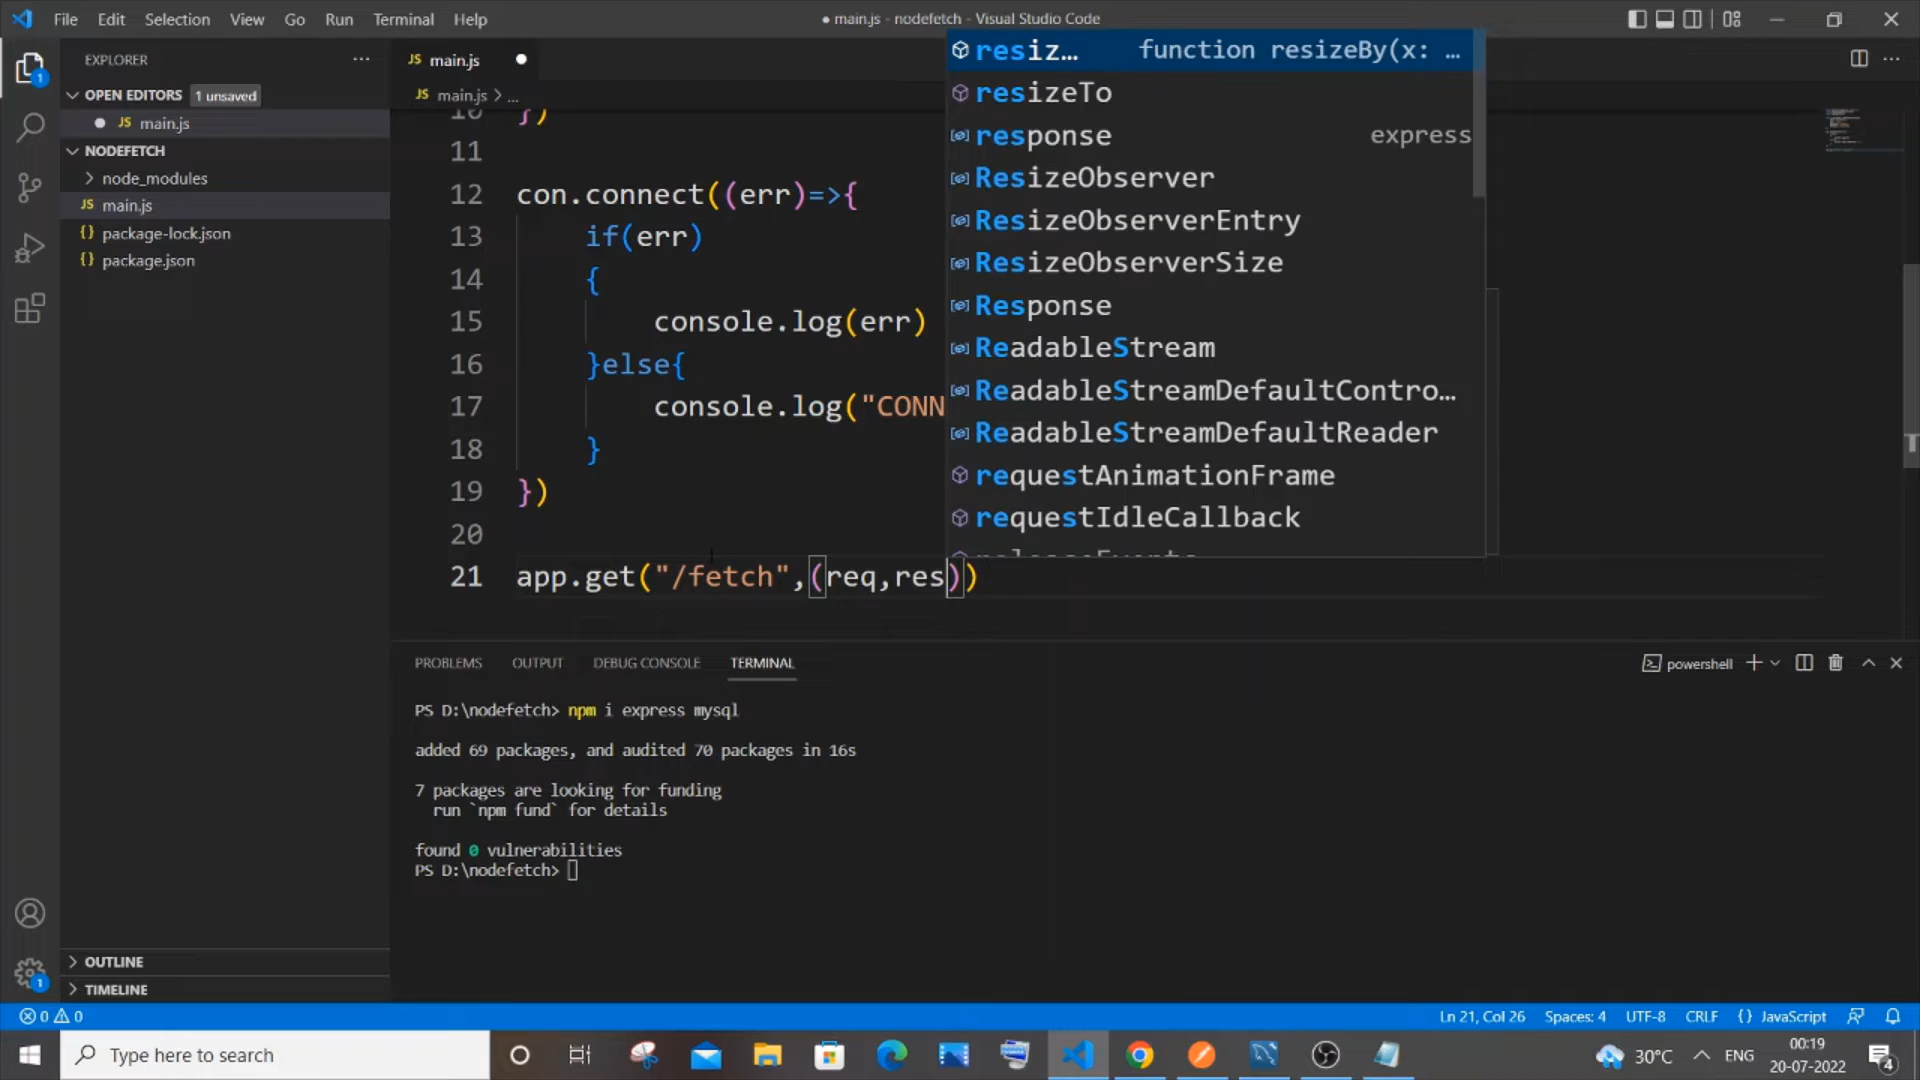 File Edit Selection View Go Run Terminal Help
● main.js - nodefetch - Visual Studio Code
EXPLORER
OPEN EDITORS 1 unsaved
JS main.js
NODEFETCH
node_modules
JS main.js
{} package-lock.json
{} package.json
OUTLINE
TIMELINE
JS main.js
JS main.js > ...
10 })
11
12 con.connect((err)=>{
13 if(err)
14 {
15 console.log(err)
16 }else{
17 console.log("CONN
18 }
19 })
20
21 app.get("/fetch",(req,res))
resiz… function resizeBy(x: …
resizeTo
response express
ResizeObserver
ResizeObserverEntry
ResizeObserverSize
Response
ReadableStream
ReadableStreamDefaultContro…
ReadableStreamDefaultReader
requestAnimationFrame
requestIdleCallback
releaseEvents
PROBLEMS OUTPUT DEBUG CONSOLE TERMINAL
powershell
PS D:\nodefetch> npm i express mysql
added 69 packages, and audited 70 packages in 16s
7 packages are looking for funding
run `npm fund` for details
found 0 vulnerabilities
PS D:\nodefetch>
0 0
Ln 21, Col 26 Spaces: 4 UTF-8 CRLF {} JavaScript
Type here to search
30°C ENG
00:19
20-07-2022
4